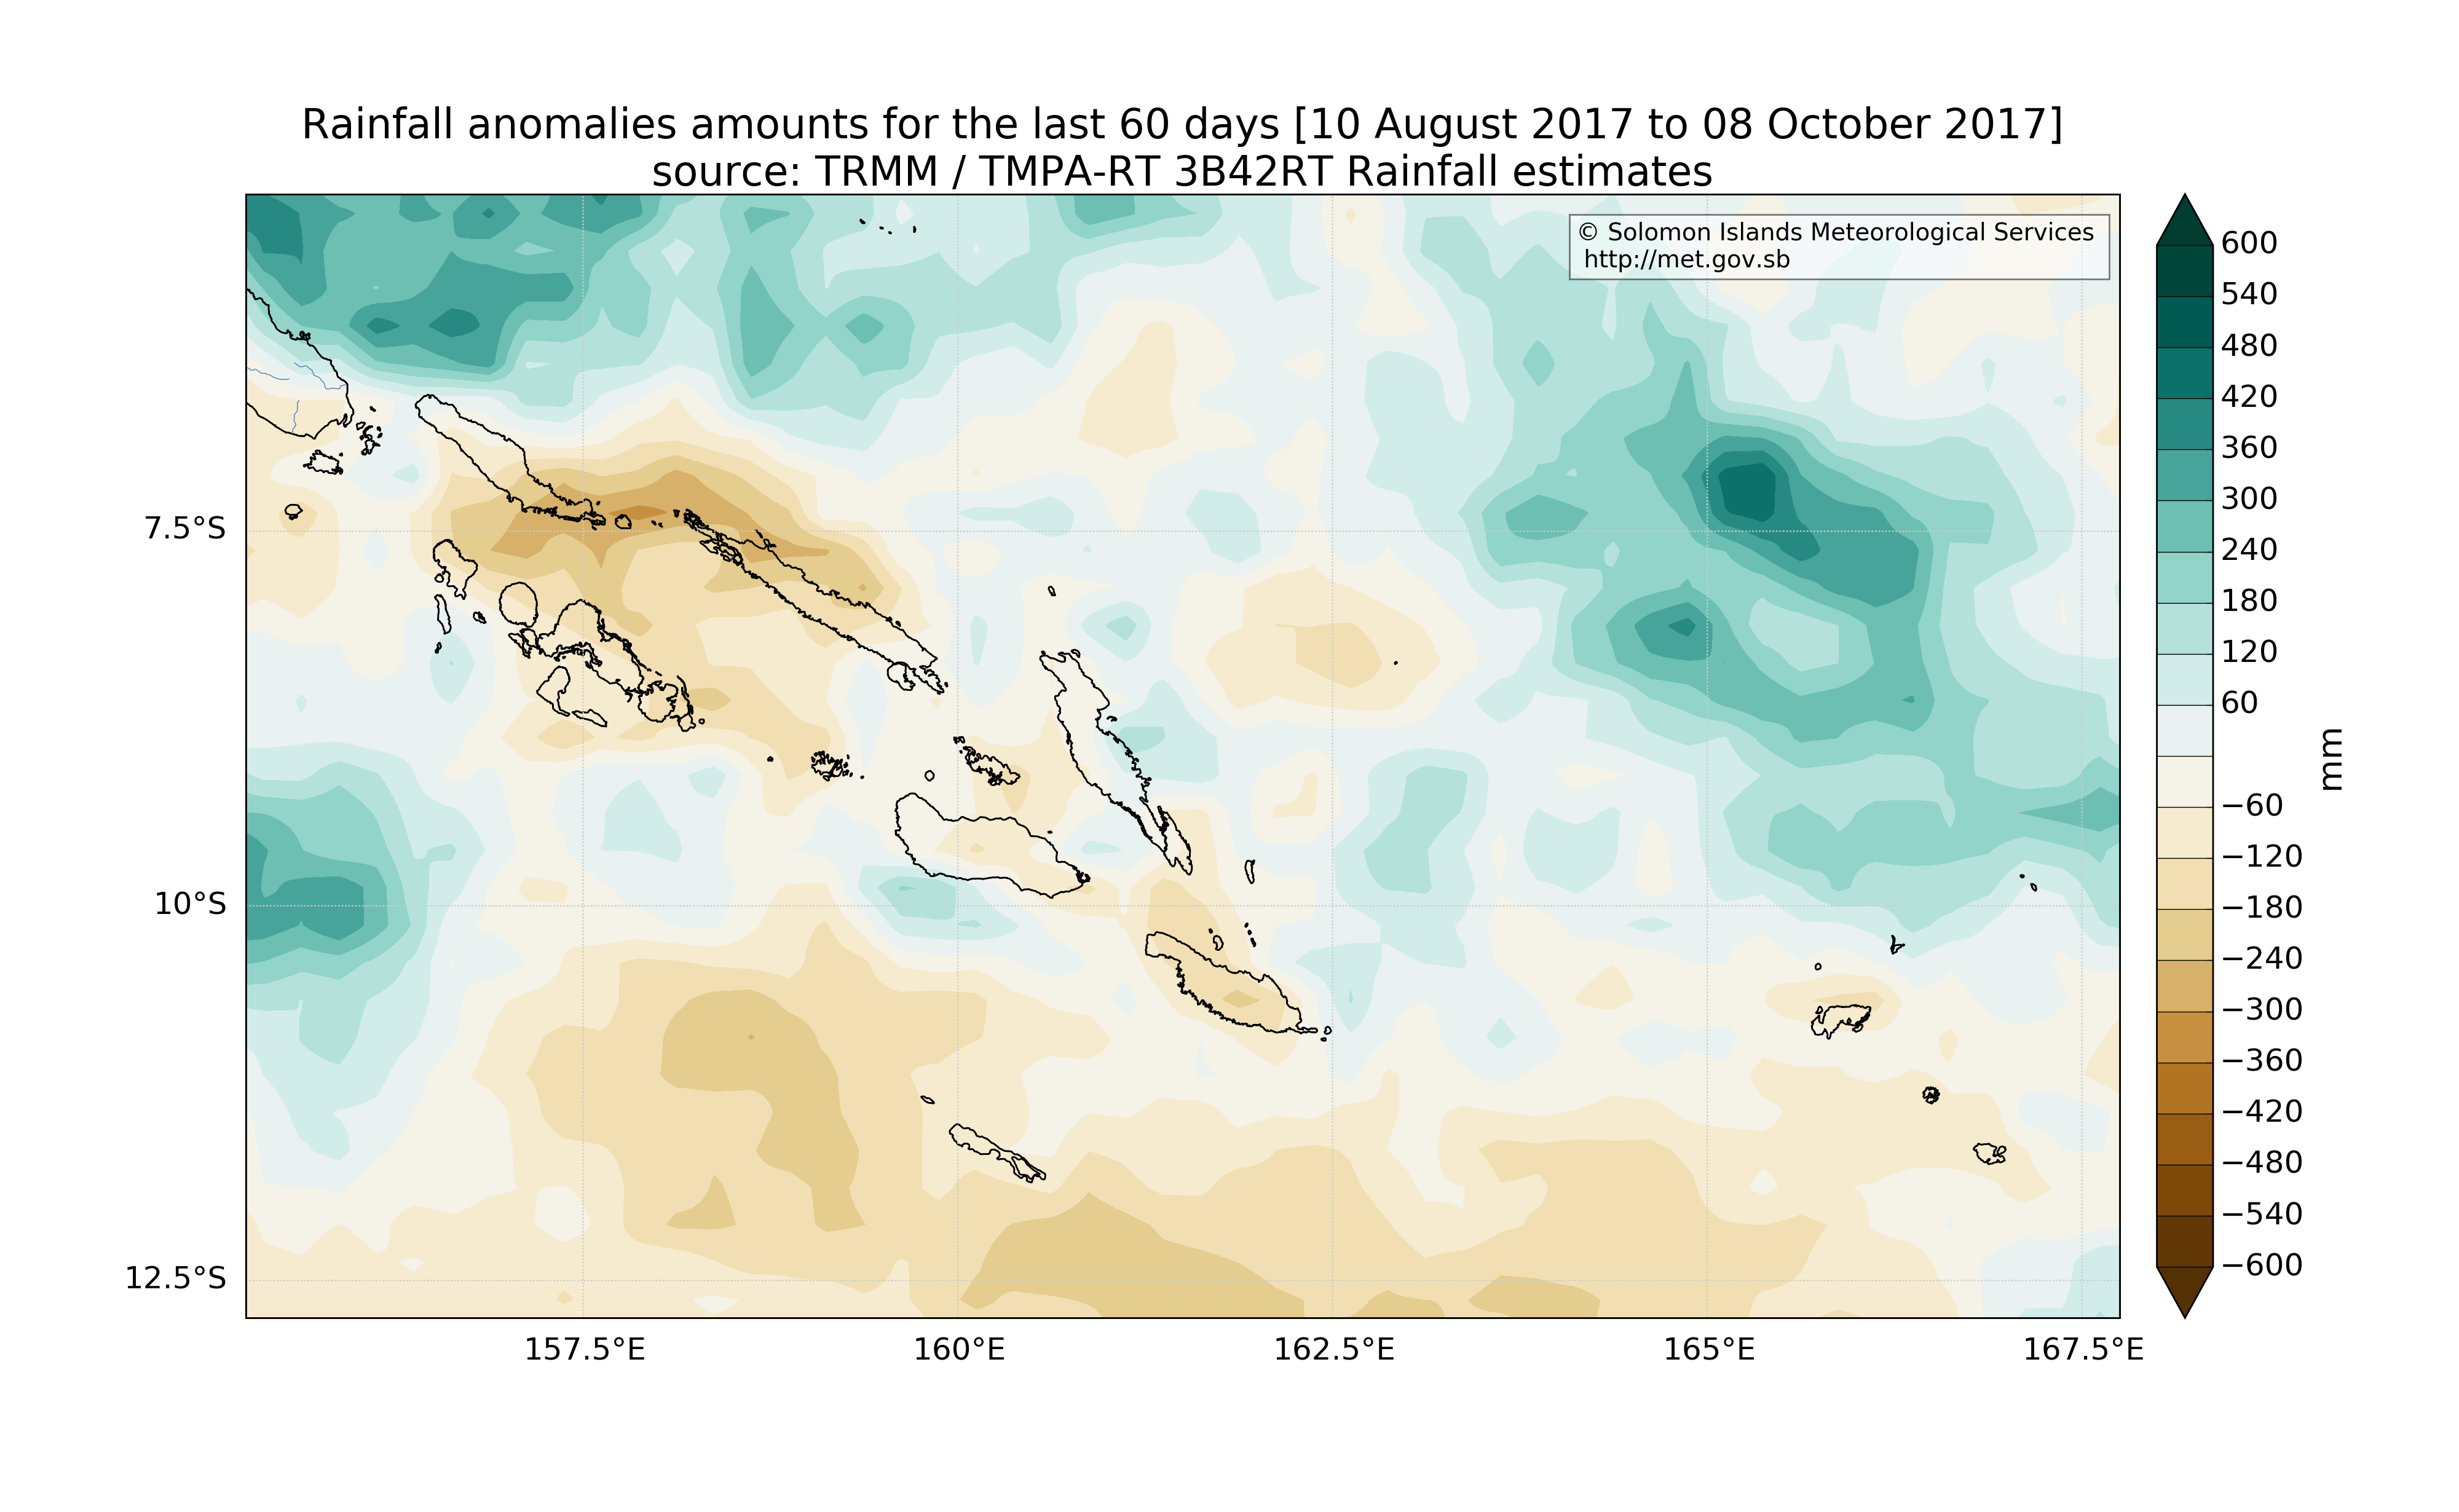 Rainfall anomalies amounts for the last 60 days [10 August 2017 to 08 October 2017]
source: TRMM / TMPA-RT 3B42RT Rainfall estimates
© Solomon Islands Meteorological Services
http://met.gov.sb
7.5°S
10°S
12.5°S
157.5°E
160°E
162.5°E
165°E
167.5°E
600
540
480
420
360
300
240
180
120
60
−60
−120
−180
−240
−300
−360
−420
−480
−540
−600
mm